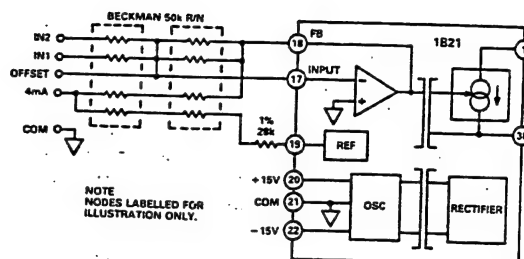 BECKMAN 50k R/N
IN2
IN1
OFFSET
4mA
COM
1%
28k
NOTE
NODES LABELLED FOR
ILLUSTRATION ONLY.
18
FB
1B21
17
INPUT
19
REF
+15V
20
COM
21
-15V
22
OSC
RECTIFIER